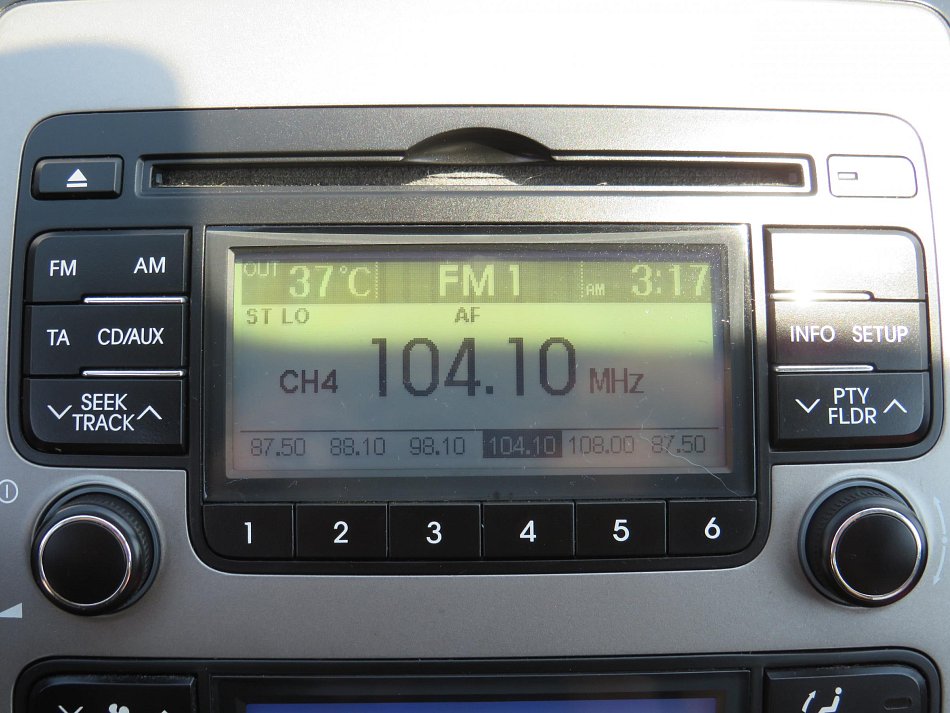 FM AM
OUT 37°C FM 1 AM 3:17
ST LO AF
TA CD/AUX
INFO SETUP
CH4 104.10 MHz
SEEK
TRACK
PTY
FLDR
87.50 88.10 98.10 104.10 108.00 87.50
1 2 3 4 5 6